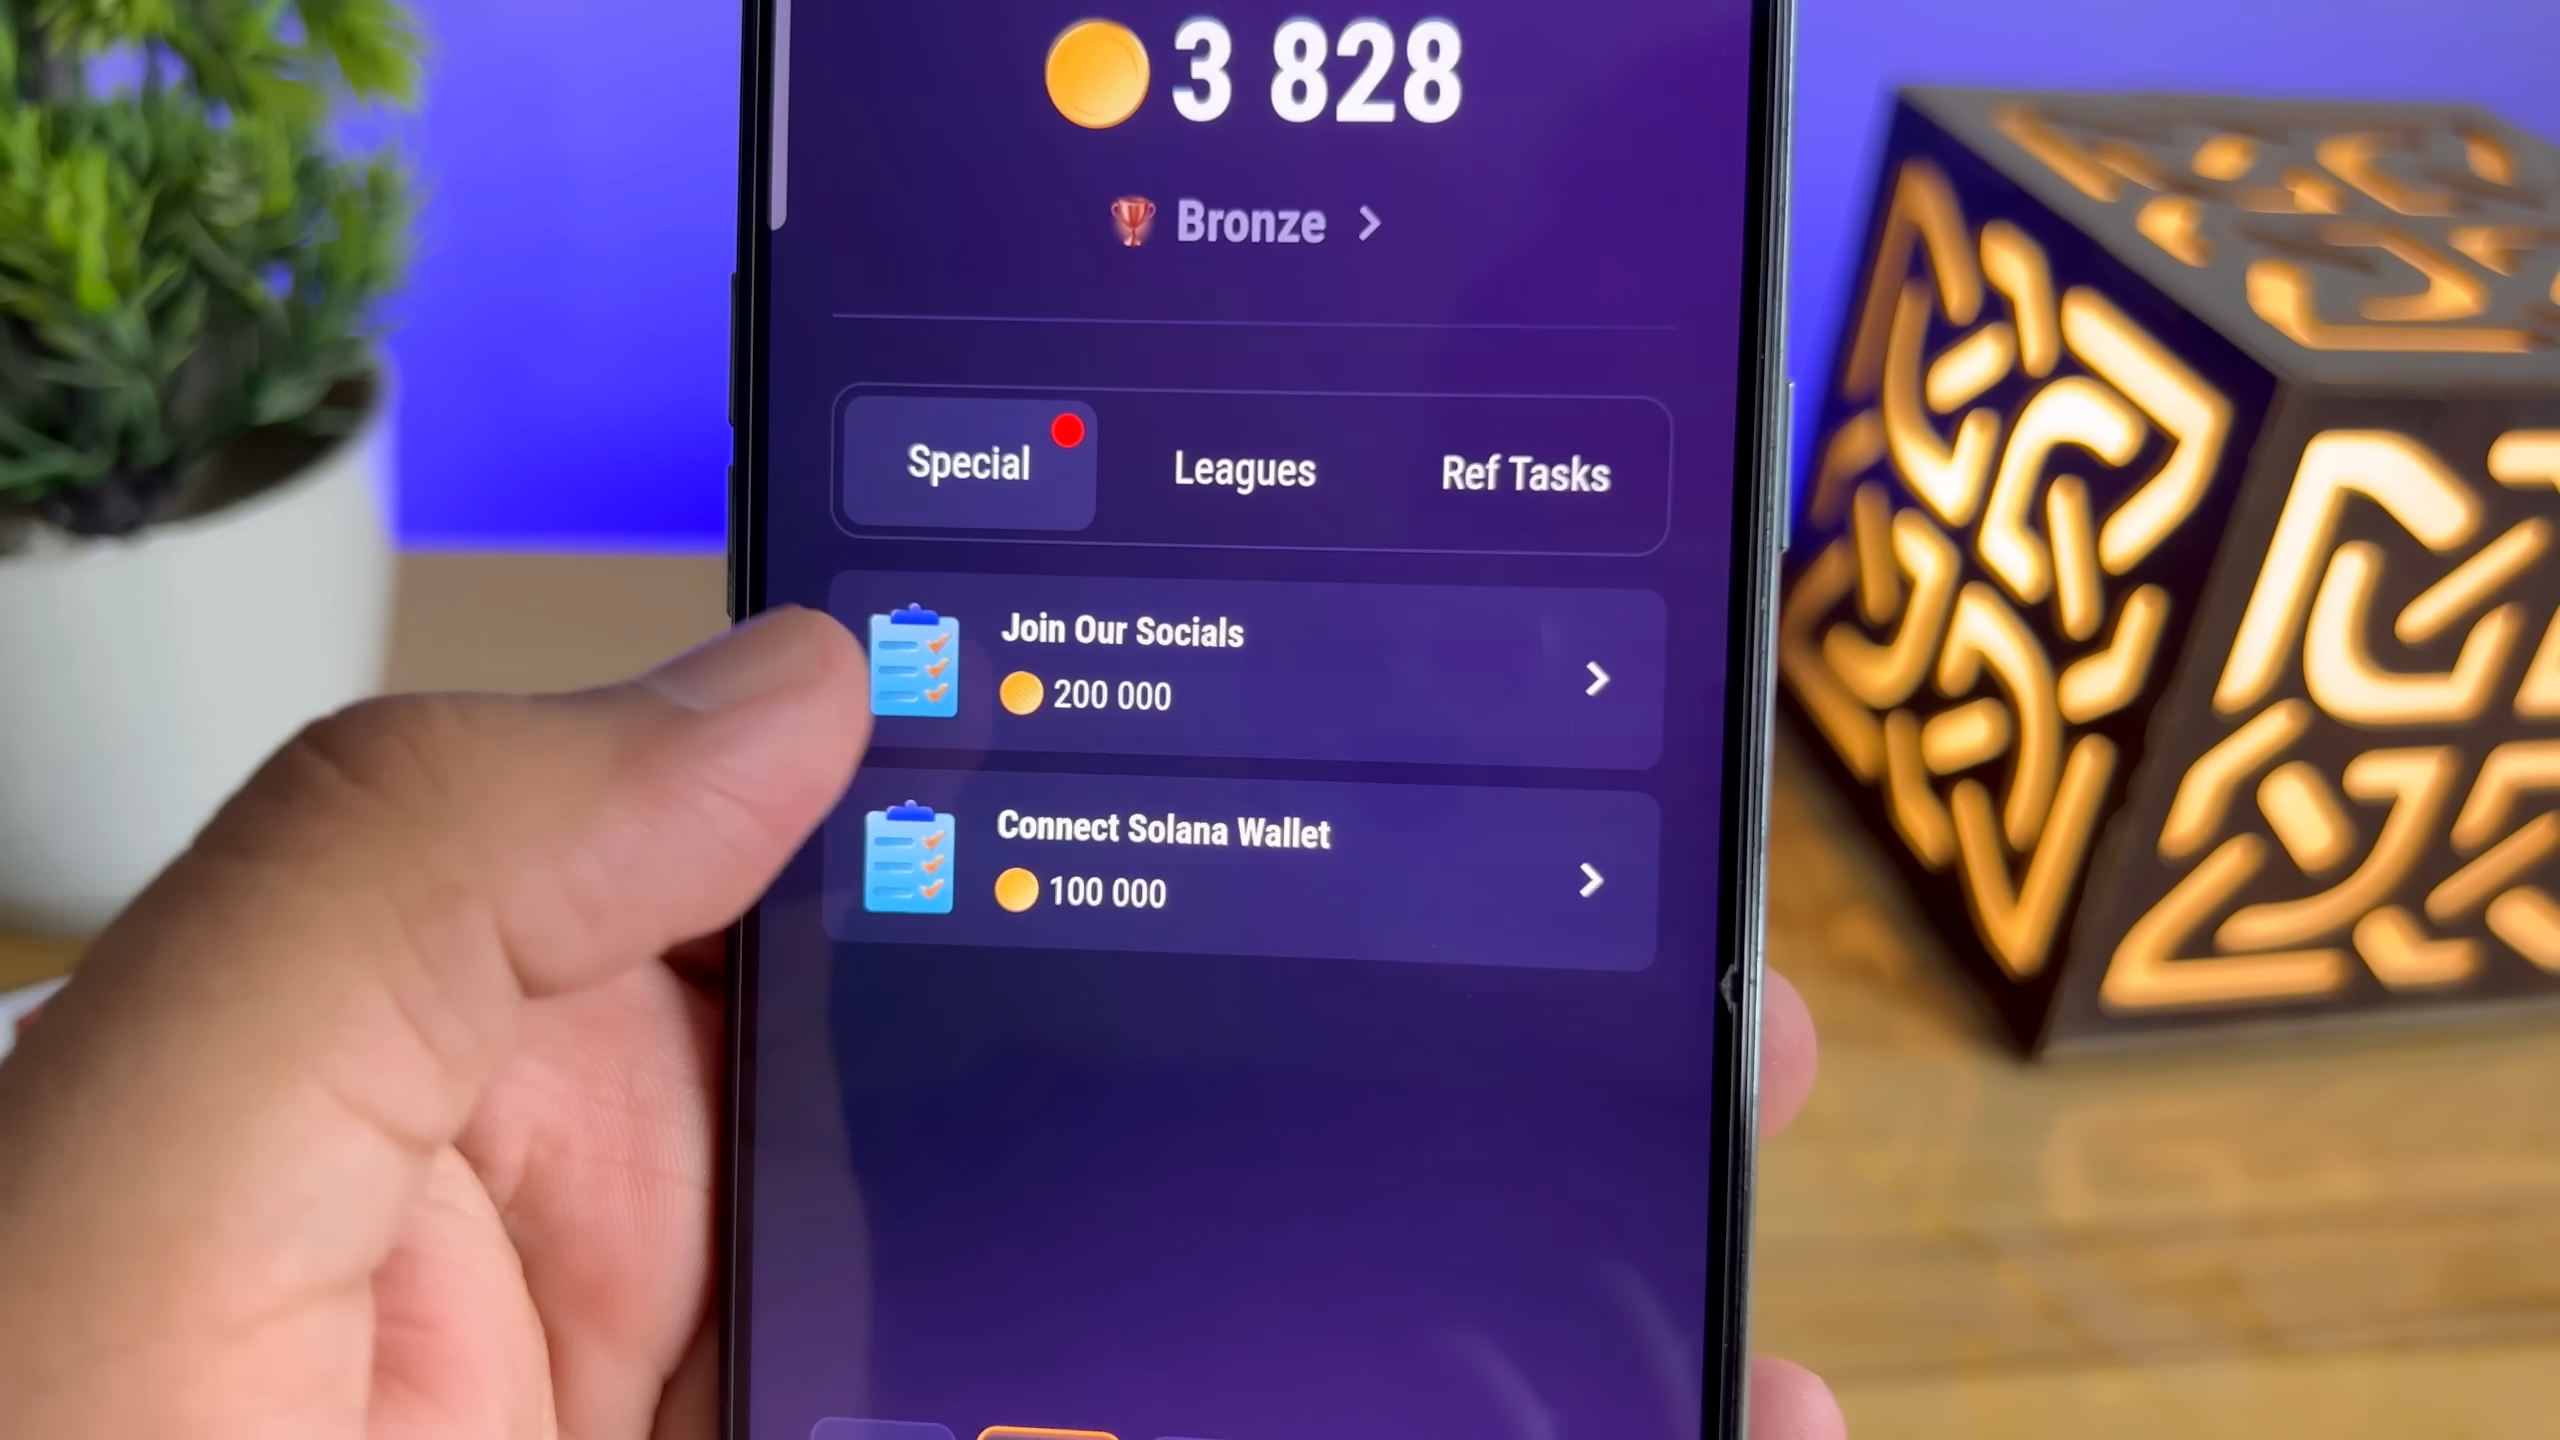 3 828
Bronze
Special
Leagues
Ref Tasks
Join Our Socials
200 000
Connect Solana Wallet
100 000